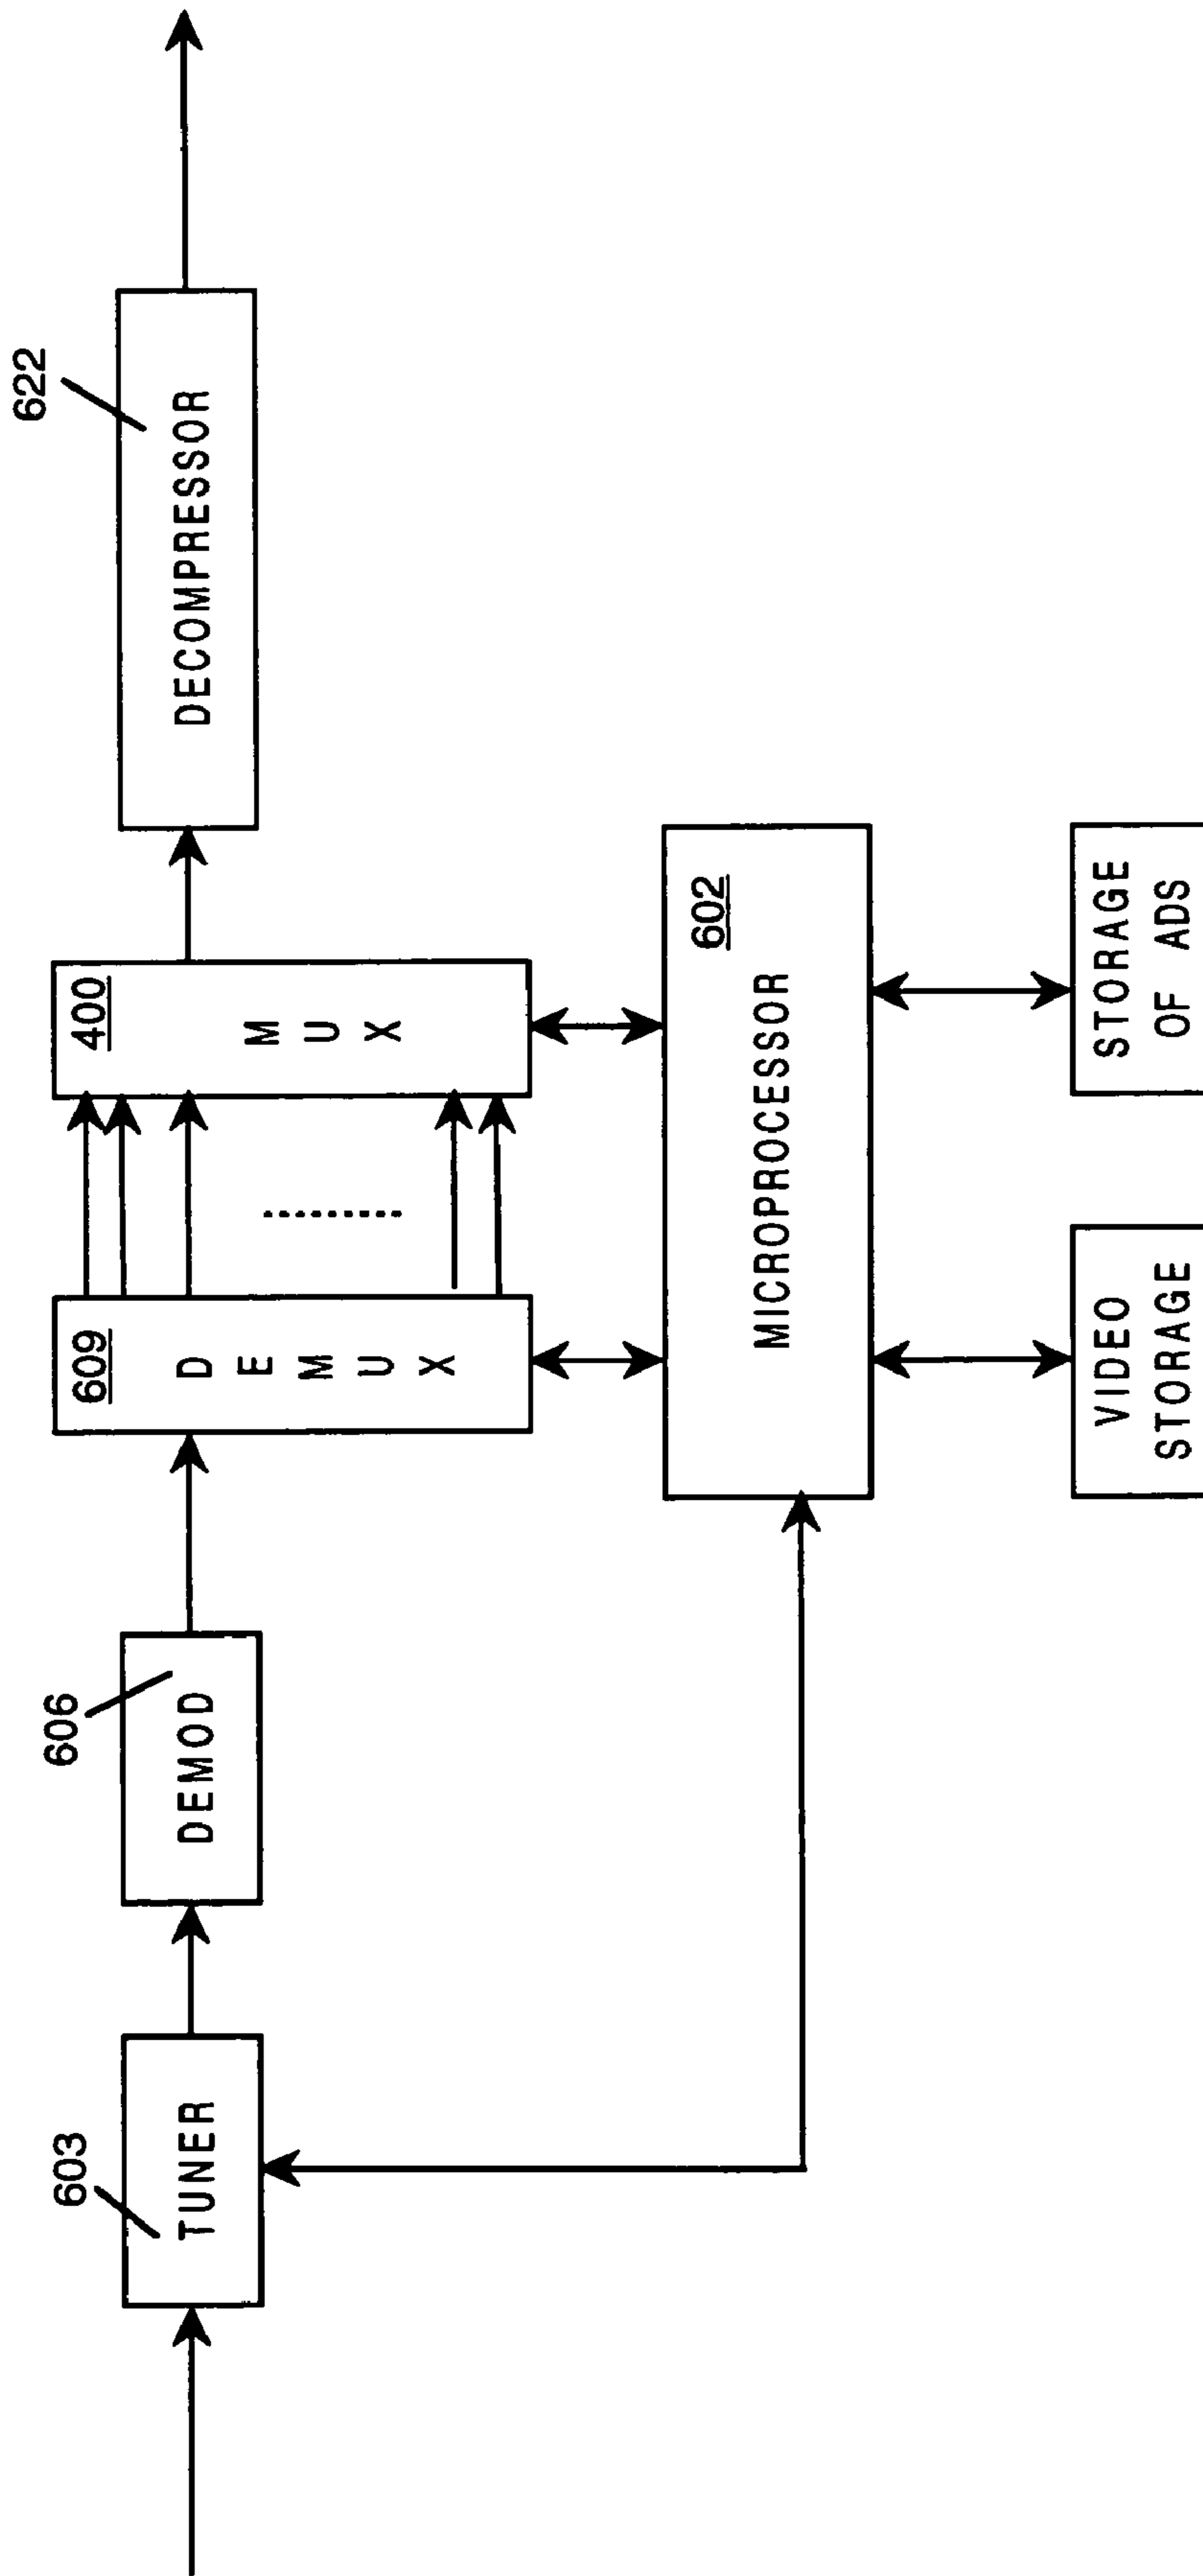 603
TUNER
606
DEMOD
609
DEMUX
400
MUX
622
DECOMPRESSOR
602
MICROPROCESSOR
VIDEO
STORAGE
STORAGE
OF ADS